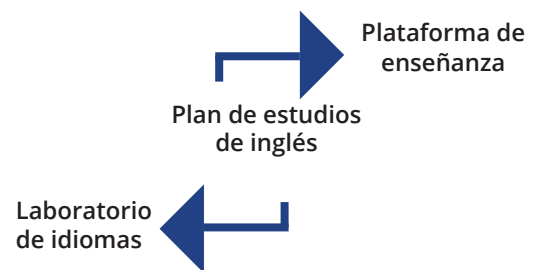 Plataforma de
enseñanza
Plan de estudios
de inglés
Laboratorio
de idiomas